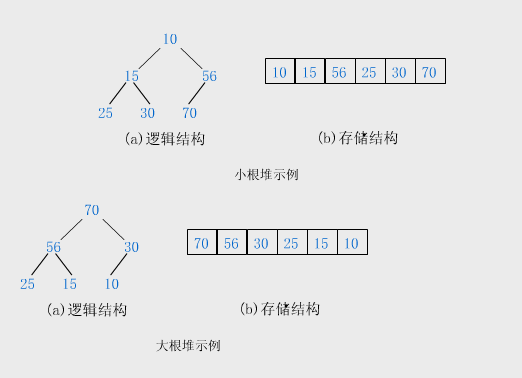 10
15 56
25 30 70
10 15 56 25 30 70
(a)逻辑结构
(b)存储结构
小根堆示例
70
56 30
25 15 10
70 56 30 25 15 10
(a)逻辑结构
(b)存储结构
大根堆示例